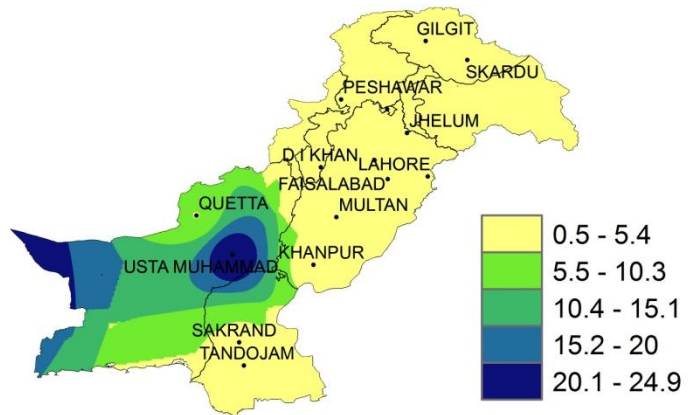 GILGIT
SKARDU
PESHAWAR
JHELUM
D I KHAN
LAHORE
FAISALABAD
QUETTA
MULTAN
USTA MUHAMMAD
KHANPUR
SAKRAND
TANDOJAM
0.5 - 5.4
5.5 - 10.3
10.4 - 15.1
15.2 - 20
20.1 - 24.9